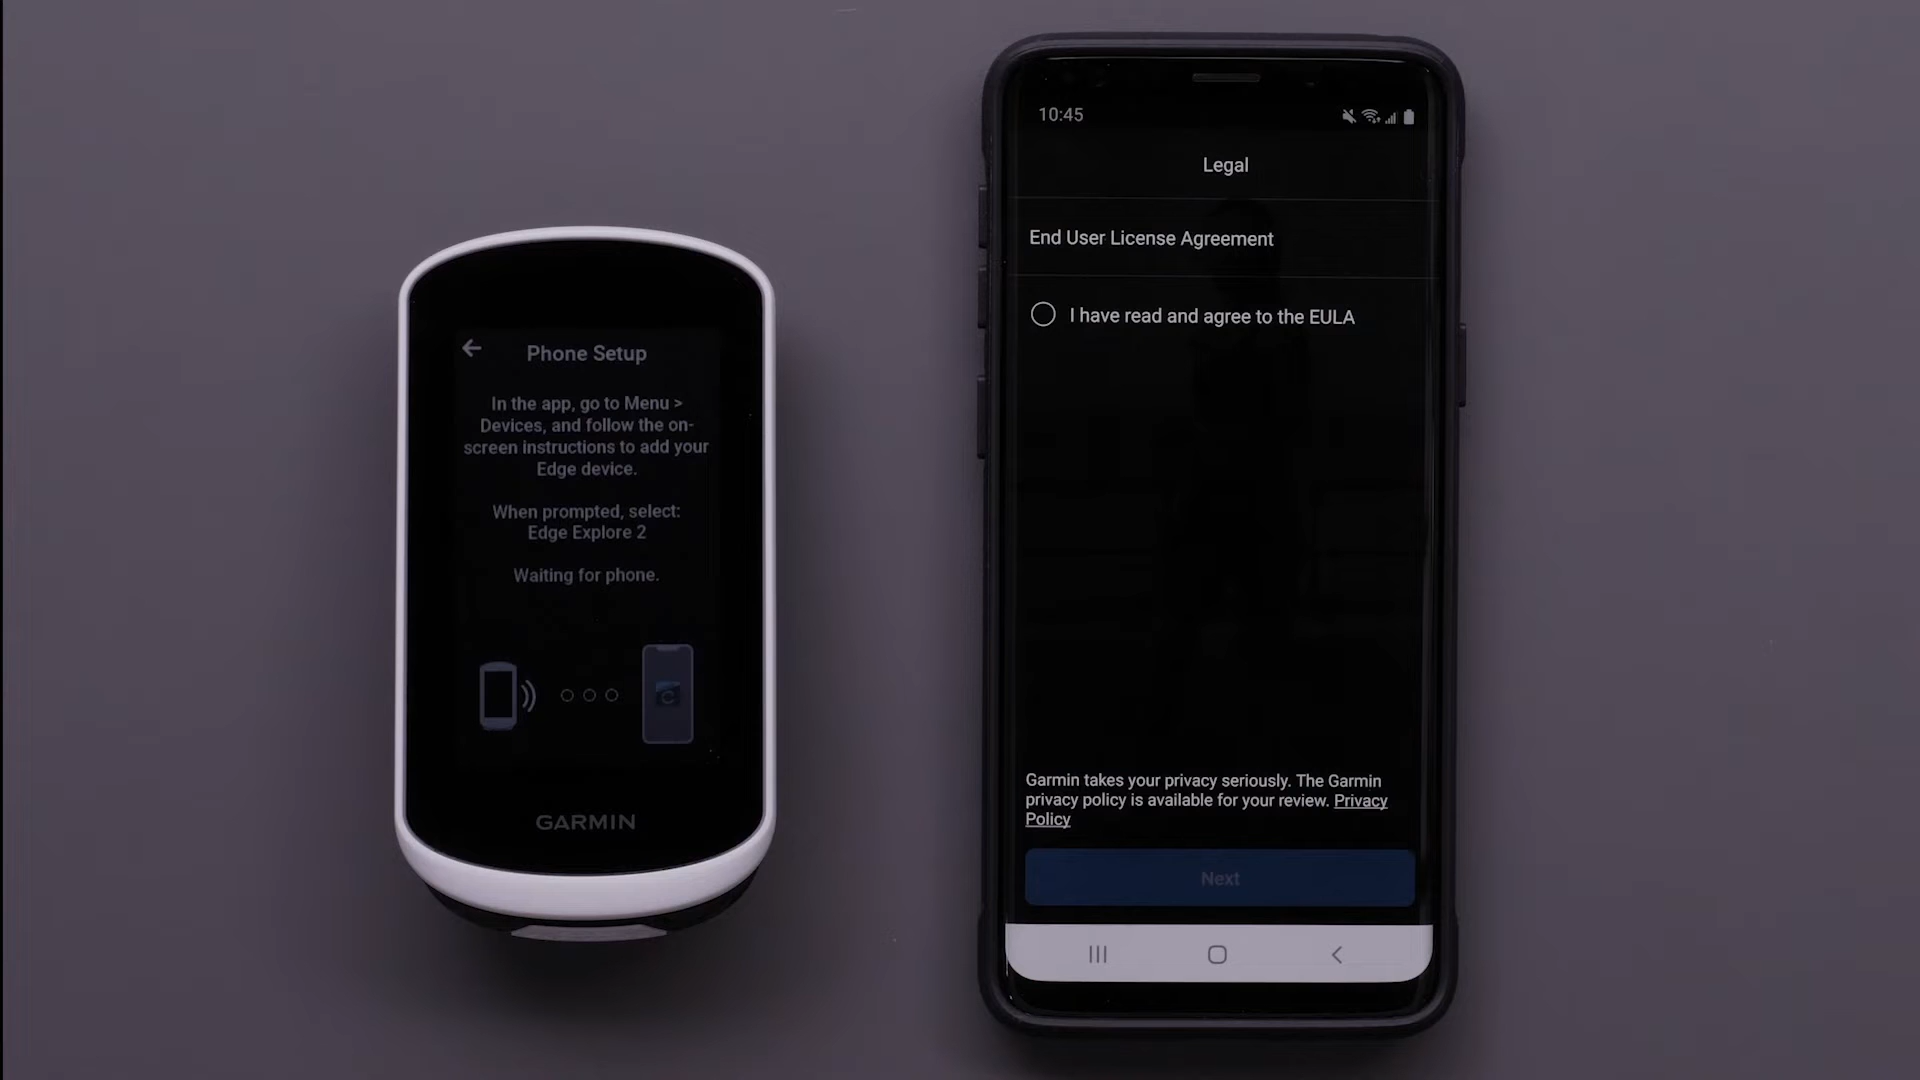 Phone Setup
In the app, go to Menu >
Devices, and follow the on-
screen instructions to add your
Edge device.
When prompted, select:
Edge Explore 2
Waiting for phone.
GARMIN
10:45
Legal
End User License Agreement
I have read and agree to the EULA
Garmin takes your privacy seriously. The Garmin
privacy policy is available for your review. Privacy
Policy
Next